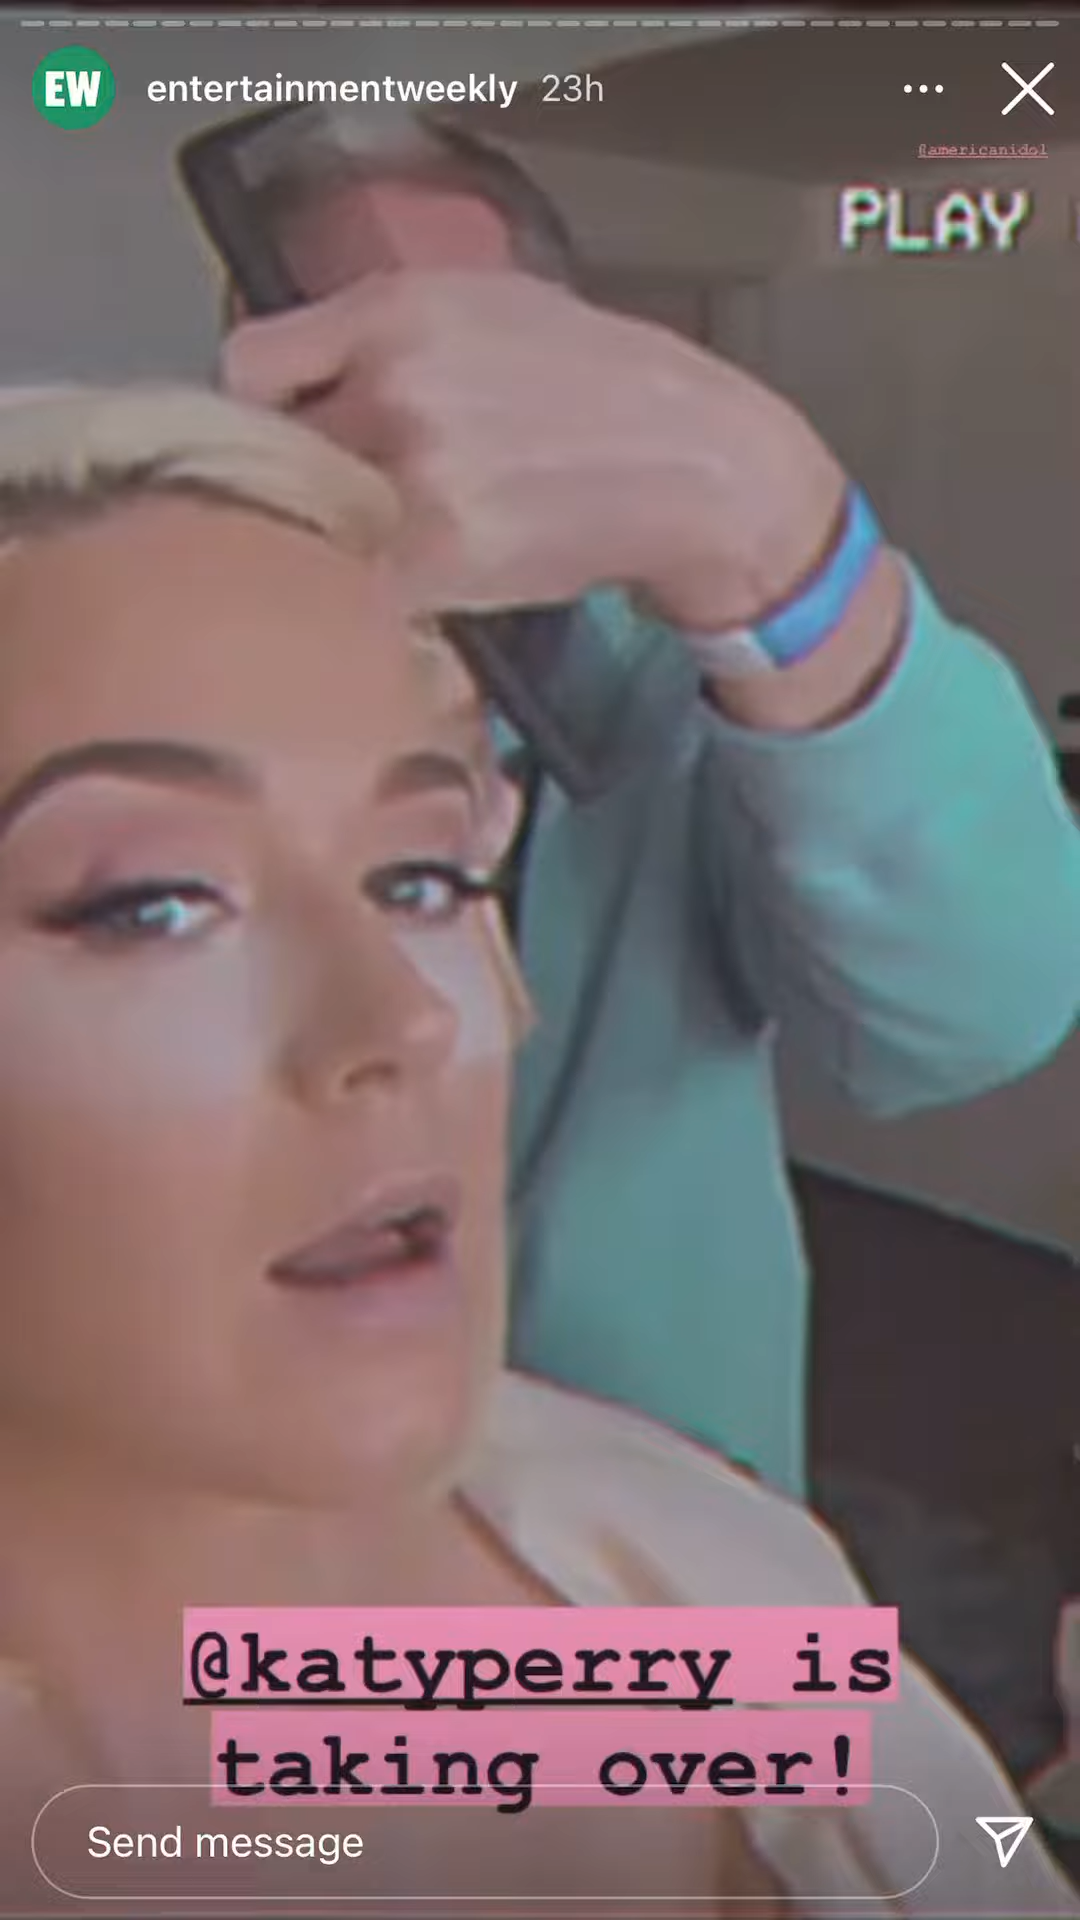 EW entertainmentweekly 23h
@americanidol
PLAY
@katyperry is
taking over!
Send message